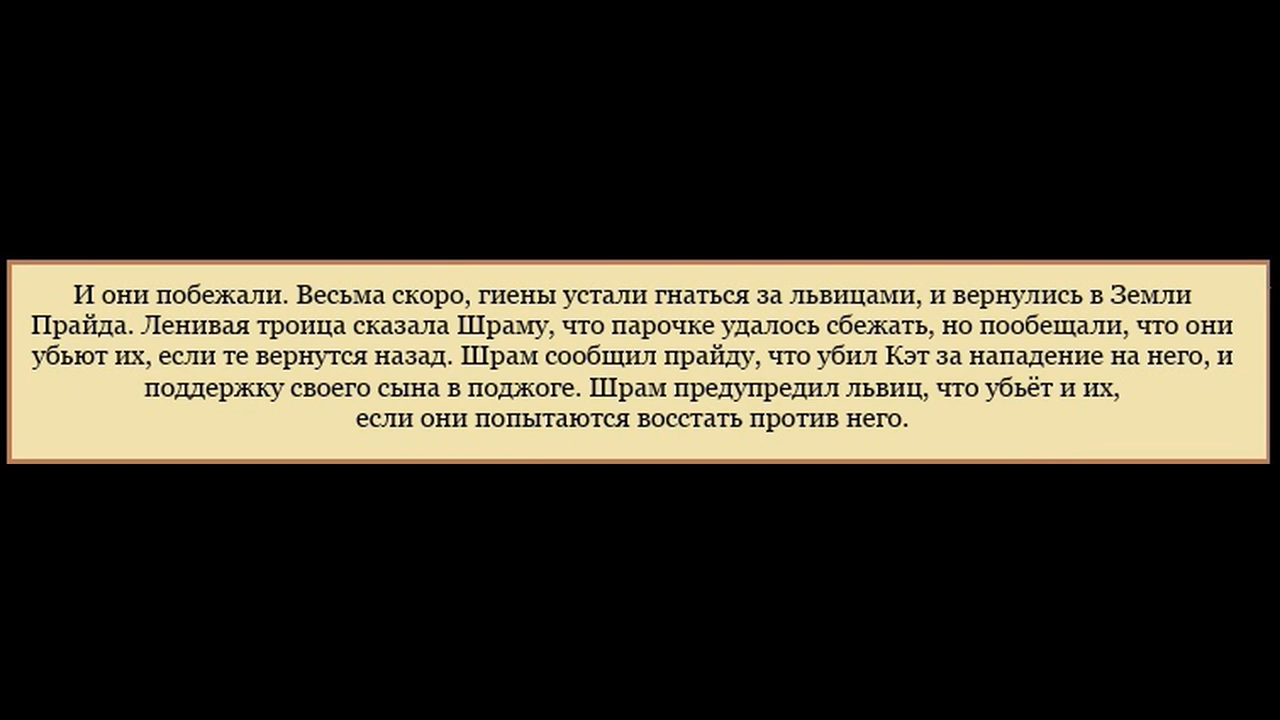 И они побежали. Весьма скоро, гиены устали гнаться за львицами, и вернулись в Земли
Прайда. Ленивая троица сказала Шраму, что парочке удалось сбежать, но пообещали, что они
убьют их, если те вернутся назад. Шрам сообщил прайду, что убил Кэт за нападение на него, и
поддержку своего сына в поджоге. Шрам предупредил львиц, что убьёт и их,
если они попытаются восстать против него.